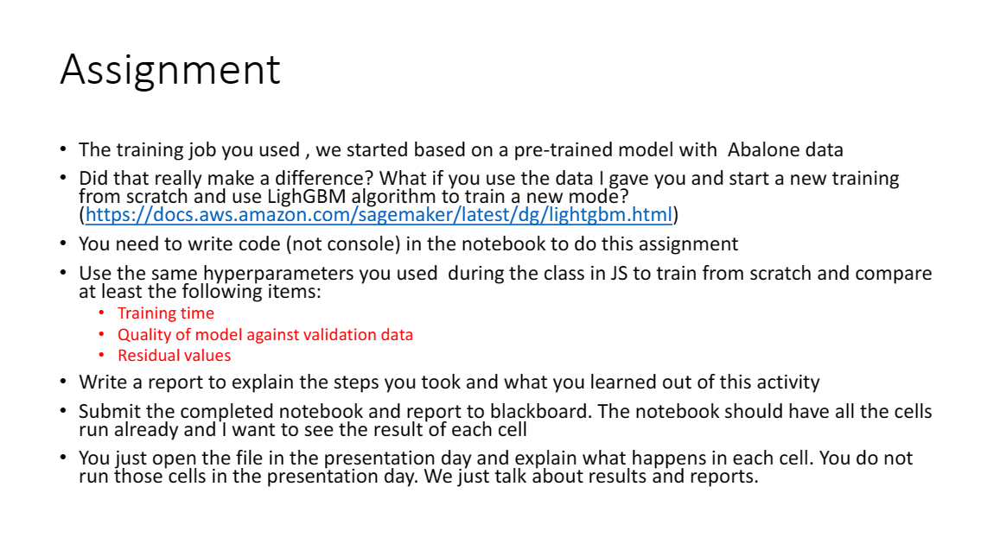 Assignment
• The training job you used , we started based on a pre-trained model with  Abalone data
• Did that really make a difference? What if you use the data I gave you and start a new training
from scratch and use LighGBM algorithm to train a new mode?
(https://docs.aws.amazon.com/sagemaker/latest/dg/lightgbm.html)
• You need to write code (not console) in the notebook to do this assignment
• Use the same hyperparameters you used  during the class in JS to train from scratch and compare
at least the following items:
• Training time
• Quality of model against validation data
• Residual values
• Write a report to explain the steps you took and what you learned out of this activity
• Submit the completed notebook and report to blackboard. The notebook should have all the cells
run already and I want to see the result of each cell
• You just open the file in the presentation day and explain what happens in each cell. You do not
run those cells in the presentation day. We just talk about results and reports.